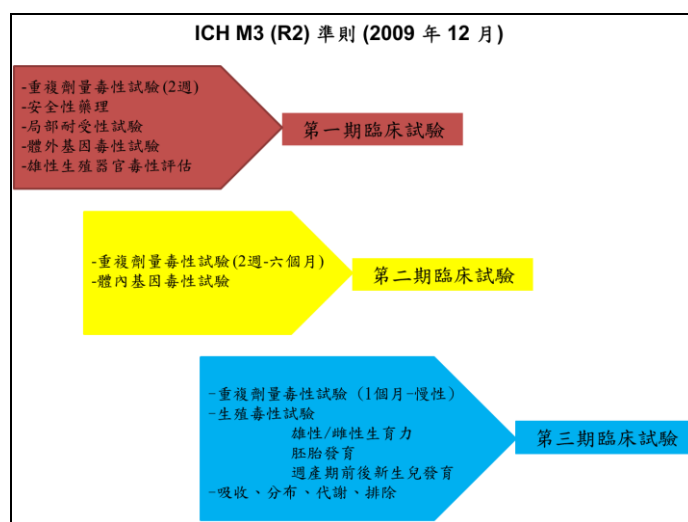 ICH M3 (R2) 準則 (2009 年 12 月)
-重複劑量毒性試驗(2週)
-安全性藥理
-局部耐受性試驗
-體外基因毒性試驗
-雄性生殖器官毒性評估
第一期臨床試驗
-重複劑量毒性試驗(2週-六個月)
-體內基因毒性試驗
第二期臨床試驗
-重複劑量毒性試驗 (1個月-慢性)
-生殖毒性試驗
雄性/雌性生育力
胚胎發育
週產期前後新生兒發育
-吸收、分布、代謝、排除
第三期臨床試驗